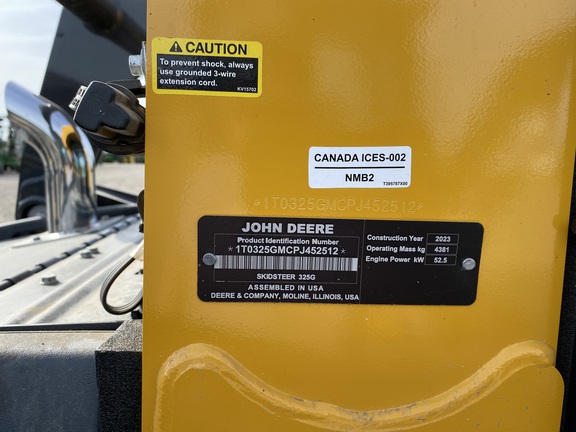 CAUTION
To prevent shock, always
use grounded 3-wire
extension cord.
KV15702
CANADA ICES-002
NMB2
T395787X00
*1T0325GMCPJ452512*
JOHN DEERE
Product Identification Number
*1T0325GMCPJ452512*
SKIDSTEER 325G
ASSEMBLED IN USA
DEERE & COMPANY, MOLINE, ILLINOIS, USA
Construction Year 2023
Operating Mass kg 4381
Engine Power kW 52.5